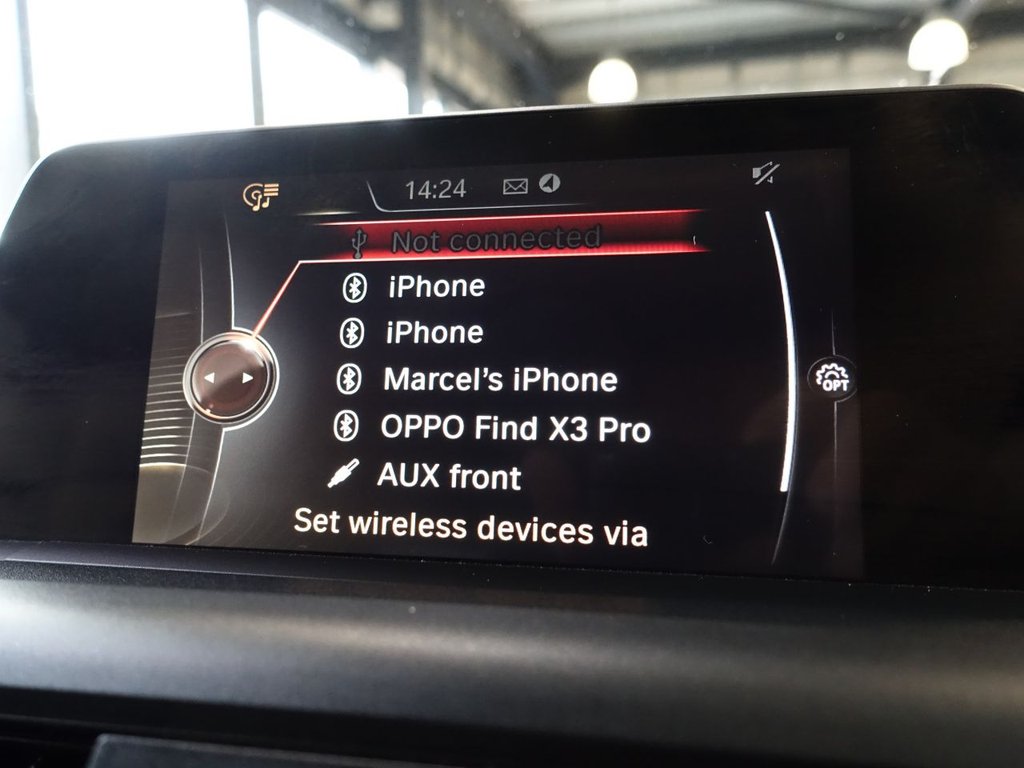 14:24
Not connected
iPhone
iPhone
Marcel's iPhone
OPPO Find X3 Pro
OPT
AUX front
Set wireless devices via